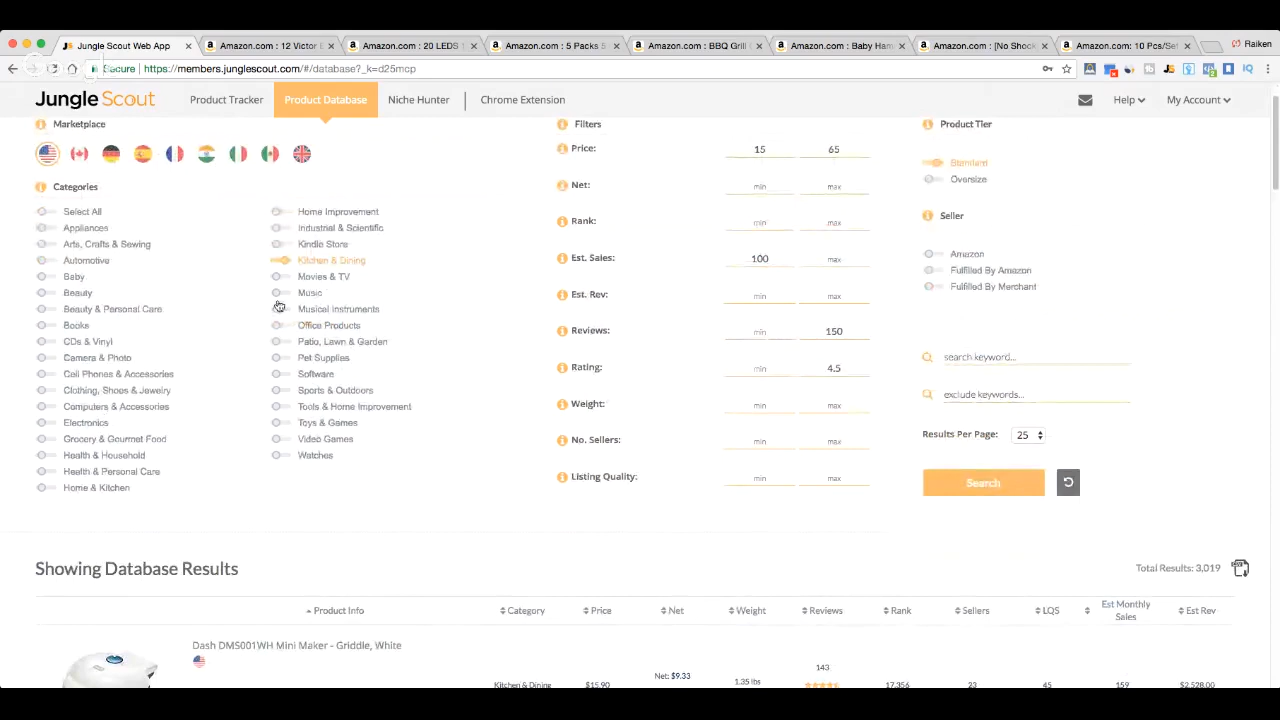 Jungle Scout Web App
Amazon.com : 12 Victor E
Amazon.com : 20 LEDS
Amazon.com : 5 Packs 5
Amazon.com : BBQ Grill
Amazon.com : Baby Ham
Amazon.com : [No Shock
Amazon.com: 10 Pcs/Set
Raiken
Secure
https://members.junglescout.com/#/database?_k=d25mcp
Jungle Scout
Product Tracker
Product Database
Niche Hunter
Chrome Extension
Help
My Account
Marketplace
Categories
Select All
Appliances
Arts, Crafts & Sewing
Automotive
Baby
Beauty
Beauty & Personal Care
Books
CDs & Vinyl
Camera & Photo
Cell Phones & Accessories
Clothing, Shoes & Jewelry
Computers & Accessories
Electronics
Grocery & Gourmet Food
Health & Household
Health & Personal Care
Home & Kitchen
Home Improvement
Industrial & Scientific
Kindle Store
Kitchen & Dining
Movies & TV
Music
Musical Instruments
Office Products
Patio, Lawn & Garden
Pet Supplies
Software
Sports & Outdoors
Tools & Home Improvement
Toys & Games
Video Games
Watches
Filters
Price: 15 65
Net: min max
Rank: min max
Est. Sales: 100 max
Est. Rev: min max
Reviews: min 150
Rating: min 4.5
Weight: min max
No. Sellers: min max
Listing Quality: min max
Product Tier
Standard
Oversize
Seller
Amazon
Fulfilled By Amazon
Fulfilled By Merchant
search keyword...
exclude keywords...
Results Per Page: 25
Search
Showing Database Results
Total Results: 3,019
Product Info
Category
Price
Net
Weight
Reviews
Rank
Sellers
LQS
Est Monthly
Sales
Est Rev
Dash DMS001WH Mini Maker - Griddle, White
Kitchen & Dining
$15.90
Net: $9.33
1.35 lbs
143
17,356
23
45
159
$2,528.00